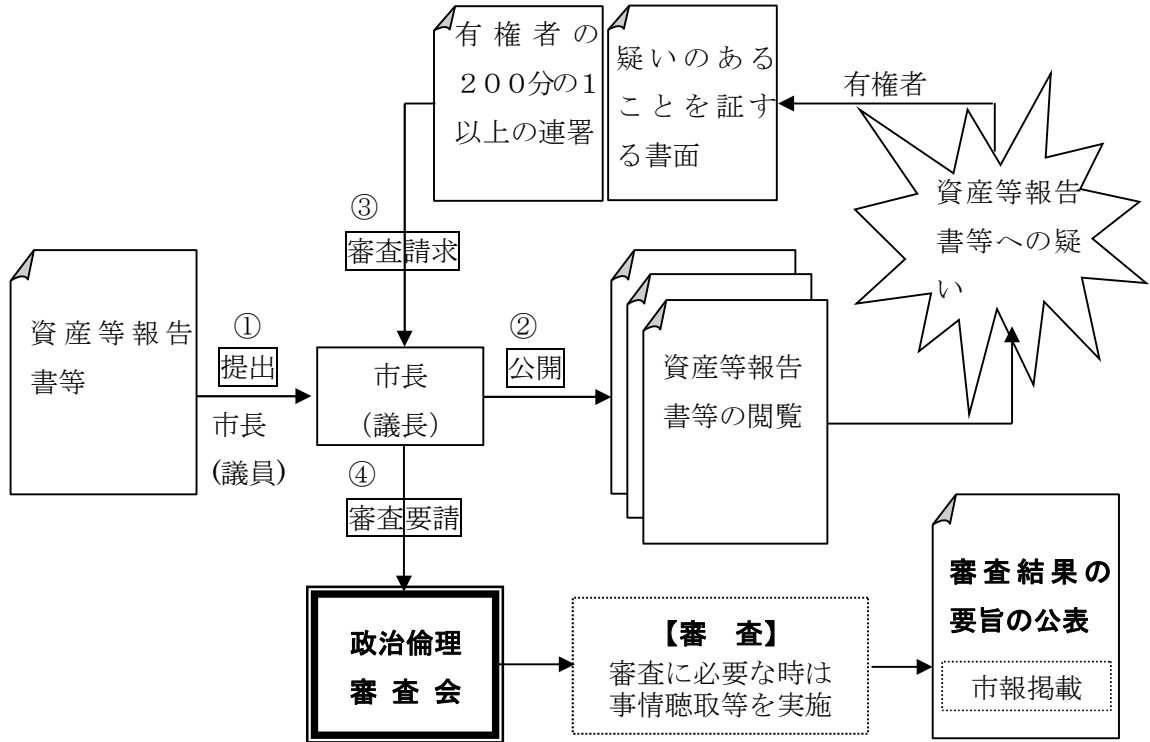 有権者の
２００分の１
以上の連署
疑いのある
ことを証す
る書面
有権者
資産等報告
書等への疑
い
③
審査請求
資産等報告
書等
①
提出
市長
(議員)
市長
（議長）
②
公開
資産等報告
書等の閲覧
④
審査要請
政治倫理
審査会
【審　査】
審査に必要な時は
事情聴取等を実施
審査結果の
要旨の公表
市報掲載